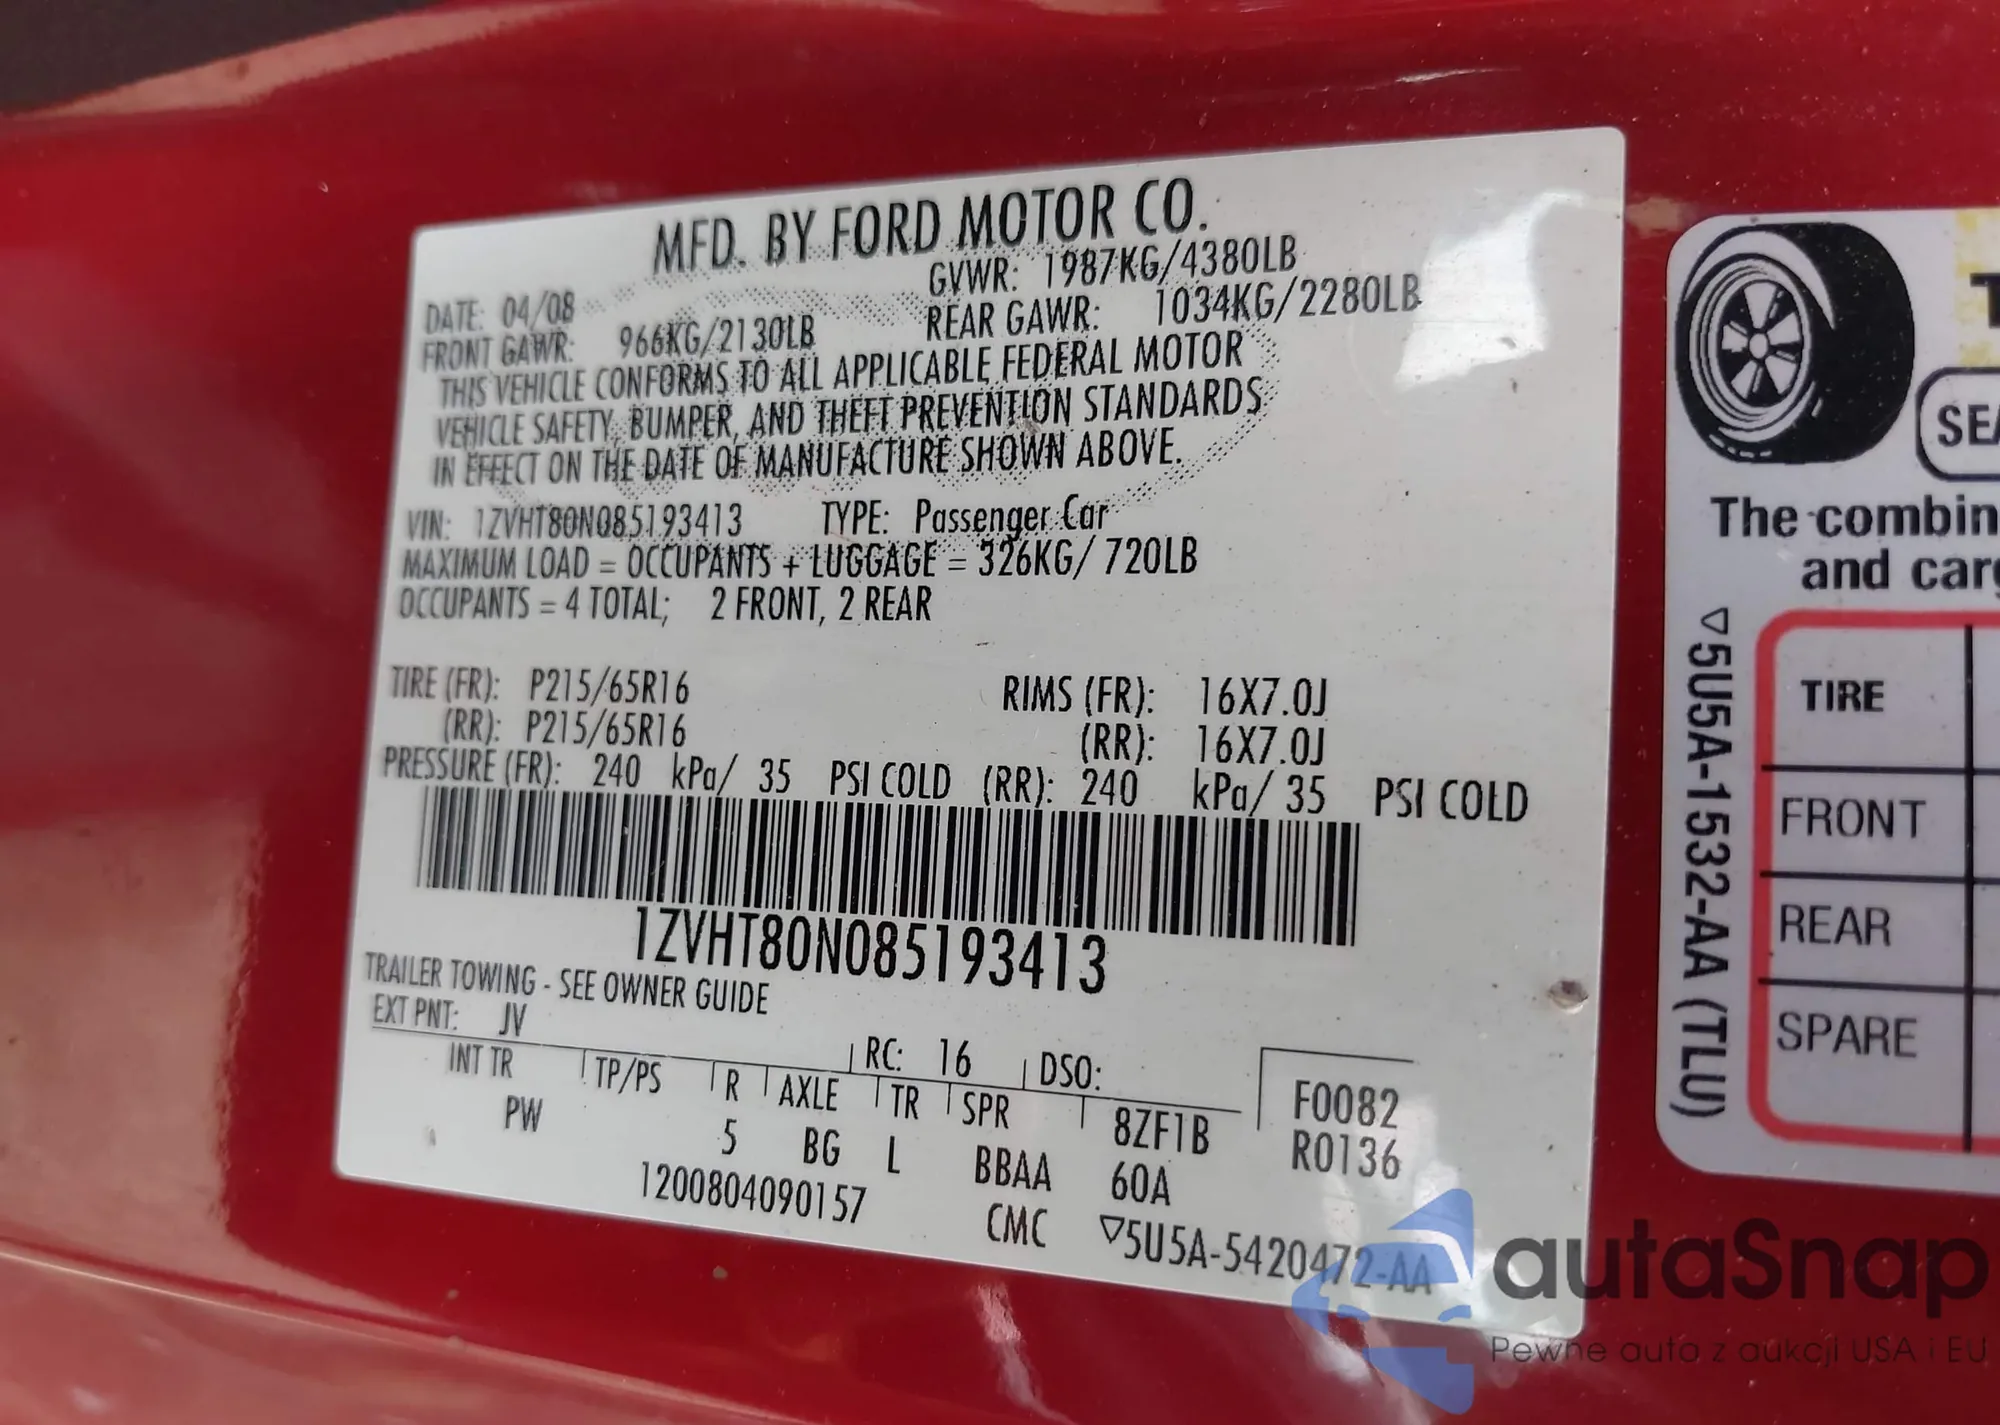 MFD. BY FORD MOTOR CO.
DATE: 04/08 GVWR: 1987KG/4380LB
FRONT GAWR: 966KG/2130LB REAR GAWR: 1034KG/2280LB
THIS VEHICLE CONFORMS TO ALL APPLICABLE FEDERAL MOTOR
VEHICLE SAFETY, BUMPER, AND THEFT PREVENTION STANDARDS
IN EFFECT ON THE DATE OF MANUFACTURE SHOWN ABOVE.
VIN: 1ZVHT80N085193413 TYPE: Passenger Car
MAXIMUM LOAD = OCCUPANTS + LUGGAGE = 326KG/ 720LB
OCCUPANTS = 4 TOTAL; 2 FRONT, 2 REAR
TIRE (FR): P215/65R16 RIMS (FR): 16X7.0J
(RR): P215/65R16 (RR): 16X7.0J
PRESSURE (FR): 240 kPa/ 35 PSI COLD (RR): 240 kPa/ 35 PSI COLD
1ZVHT80N085193413
TRAILER TOWING - SEE OWNER GUIDE
EXT PNT: JV RC: 16 DSO:
INT TR TP/PS R AXLE TR SPR 8ZF1B F0082
PW 5 BG L BBAA 60A R0136
1200804090157 CMC ▽5U5A-5420472-AA
The combin
and car
▽5U5A-1532-AA (TLU)
TIRE
FRONT
REAR
SPARE
autaSnap
Pewne auta z aukcji USA i EU